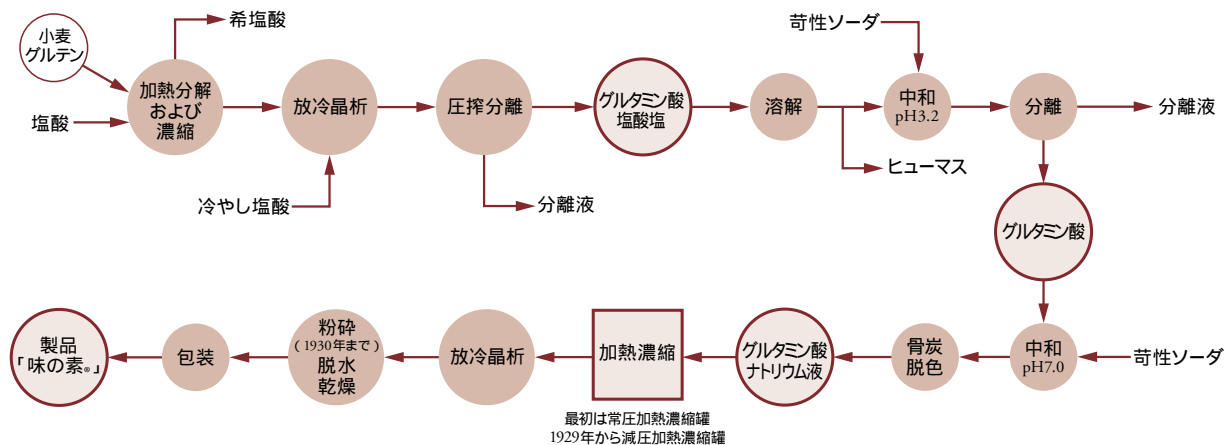 小麦
グルテン
塩酸
希塩酸
加熱分解
および
濃縮
放冷晶析
冷やし塩酸
圧搾分離
分離液
グルタミン酸
塩酸塩
溶解
ヒューマス
苛性ソーダ
中和
pH3.2
分離
分離液
グルタミン酸
苛性ソーダ
中和
pH7.0
骨炭
脱色
グルタミン酸
ナトリウム液
加熱濃縮
最初は常圧加熱濃縮罐
1929年から減圧加熱濃縮罐
放冷晶析
粉砕
(1930年まで)
脱水
乾燥
包装
製品
「味の素®」